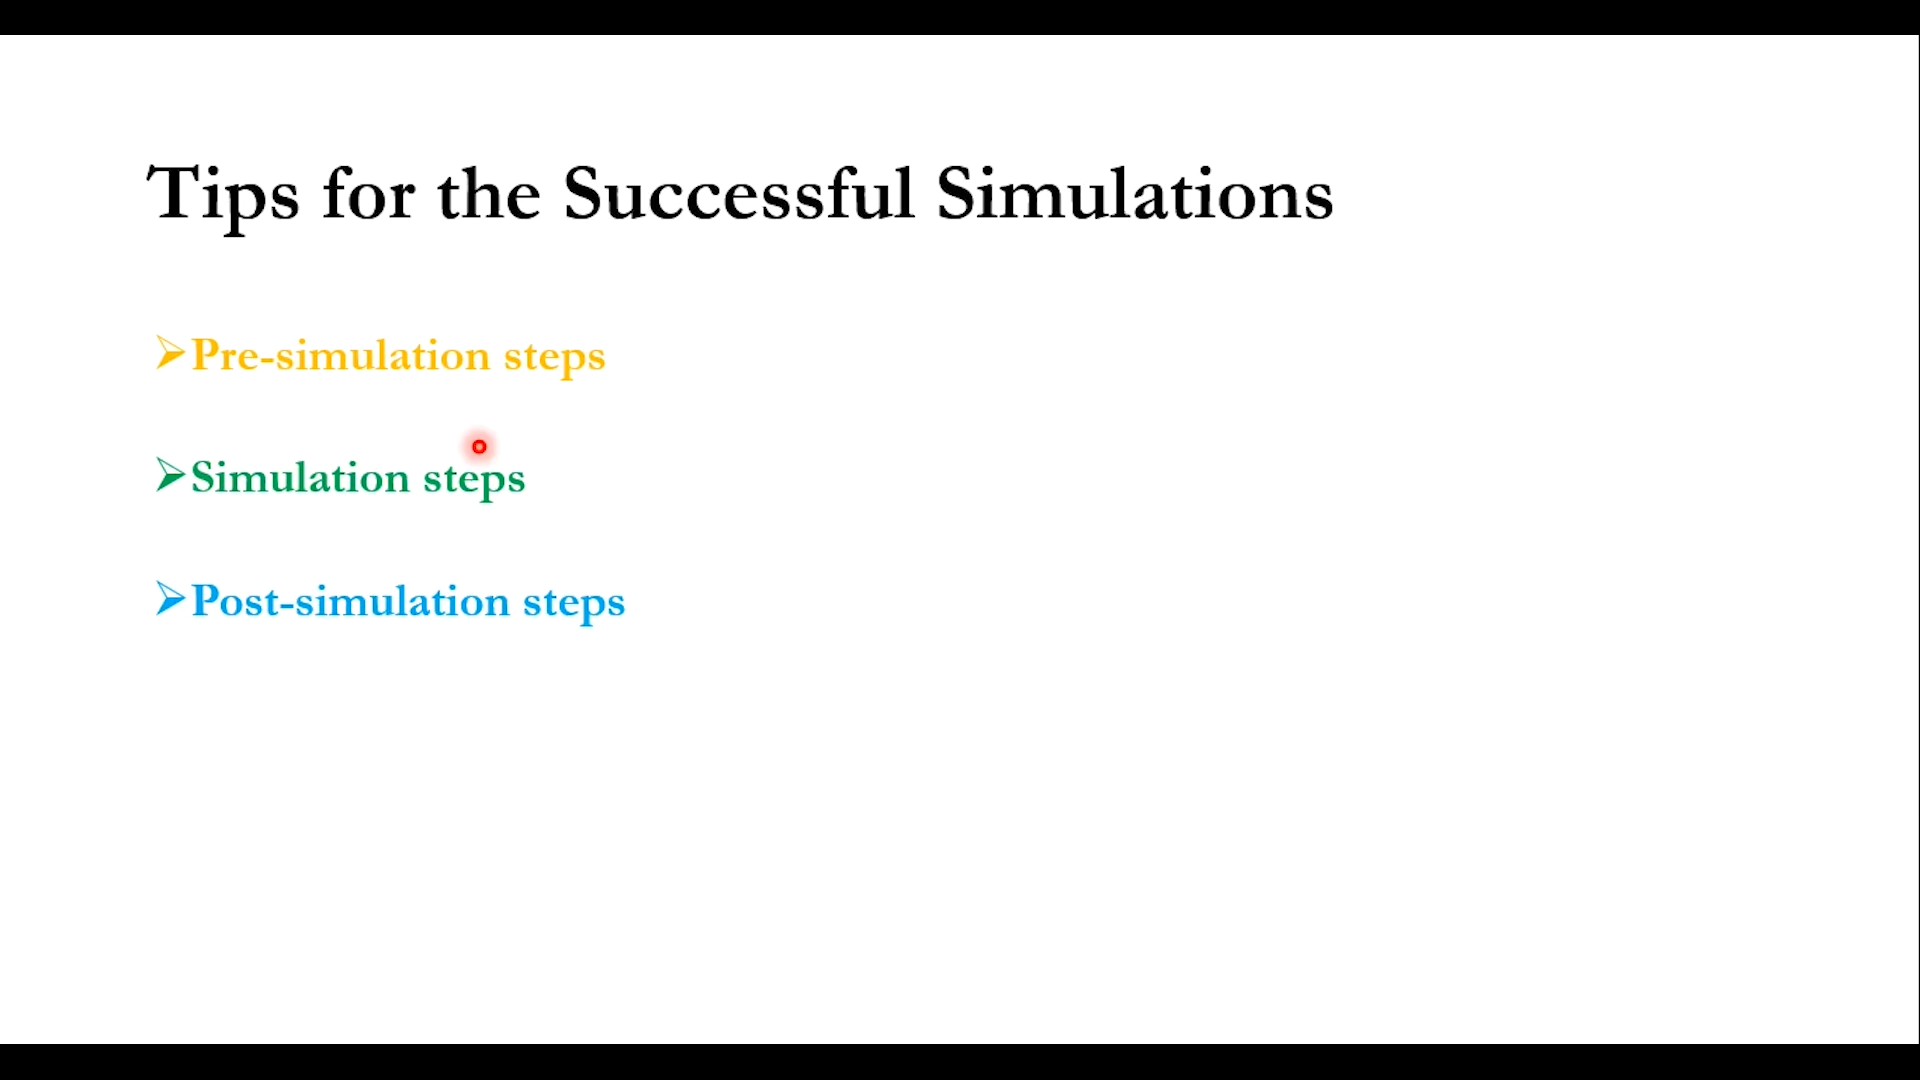 Tips for the Successful Simulations
➢Pre-simulation steps
➢Simulation steps
➢Post-simulation steps